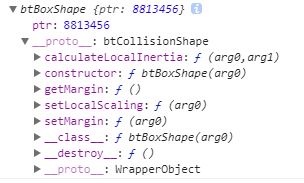 ▼ btBoxShape {ptr: 8813456} i
ptr: 8813456
▼ __proto__: btCollisionShape
▶ calculateLocalInertia: ƒ (arg0,arg1)
▶ constructor: ƒ btBoxShape(arg0)
▶ getMargin: ƒ ()
▶ setLocalScaling: ƒ (arg0)
▶ setMargin: ƒ (arg0)
▶ __class__: ƒ btBoxShape(arg0)
▶ __destroy__: ƒ ()
▶ __proto__: WrapperObject